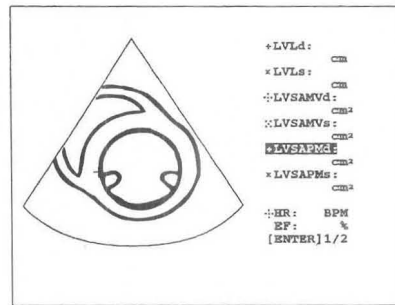 +LVLd:
cm
×LVLs:
cm
⊹LVSAMVd:
cm²
⁙LVSAMVs:
cm²
+LVSAPMd:
cm²
×LVSAPMs:
cm²
⊹HR: BPM
EF: %
[ENTER]1/2